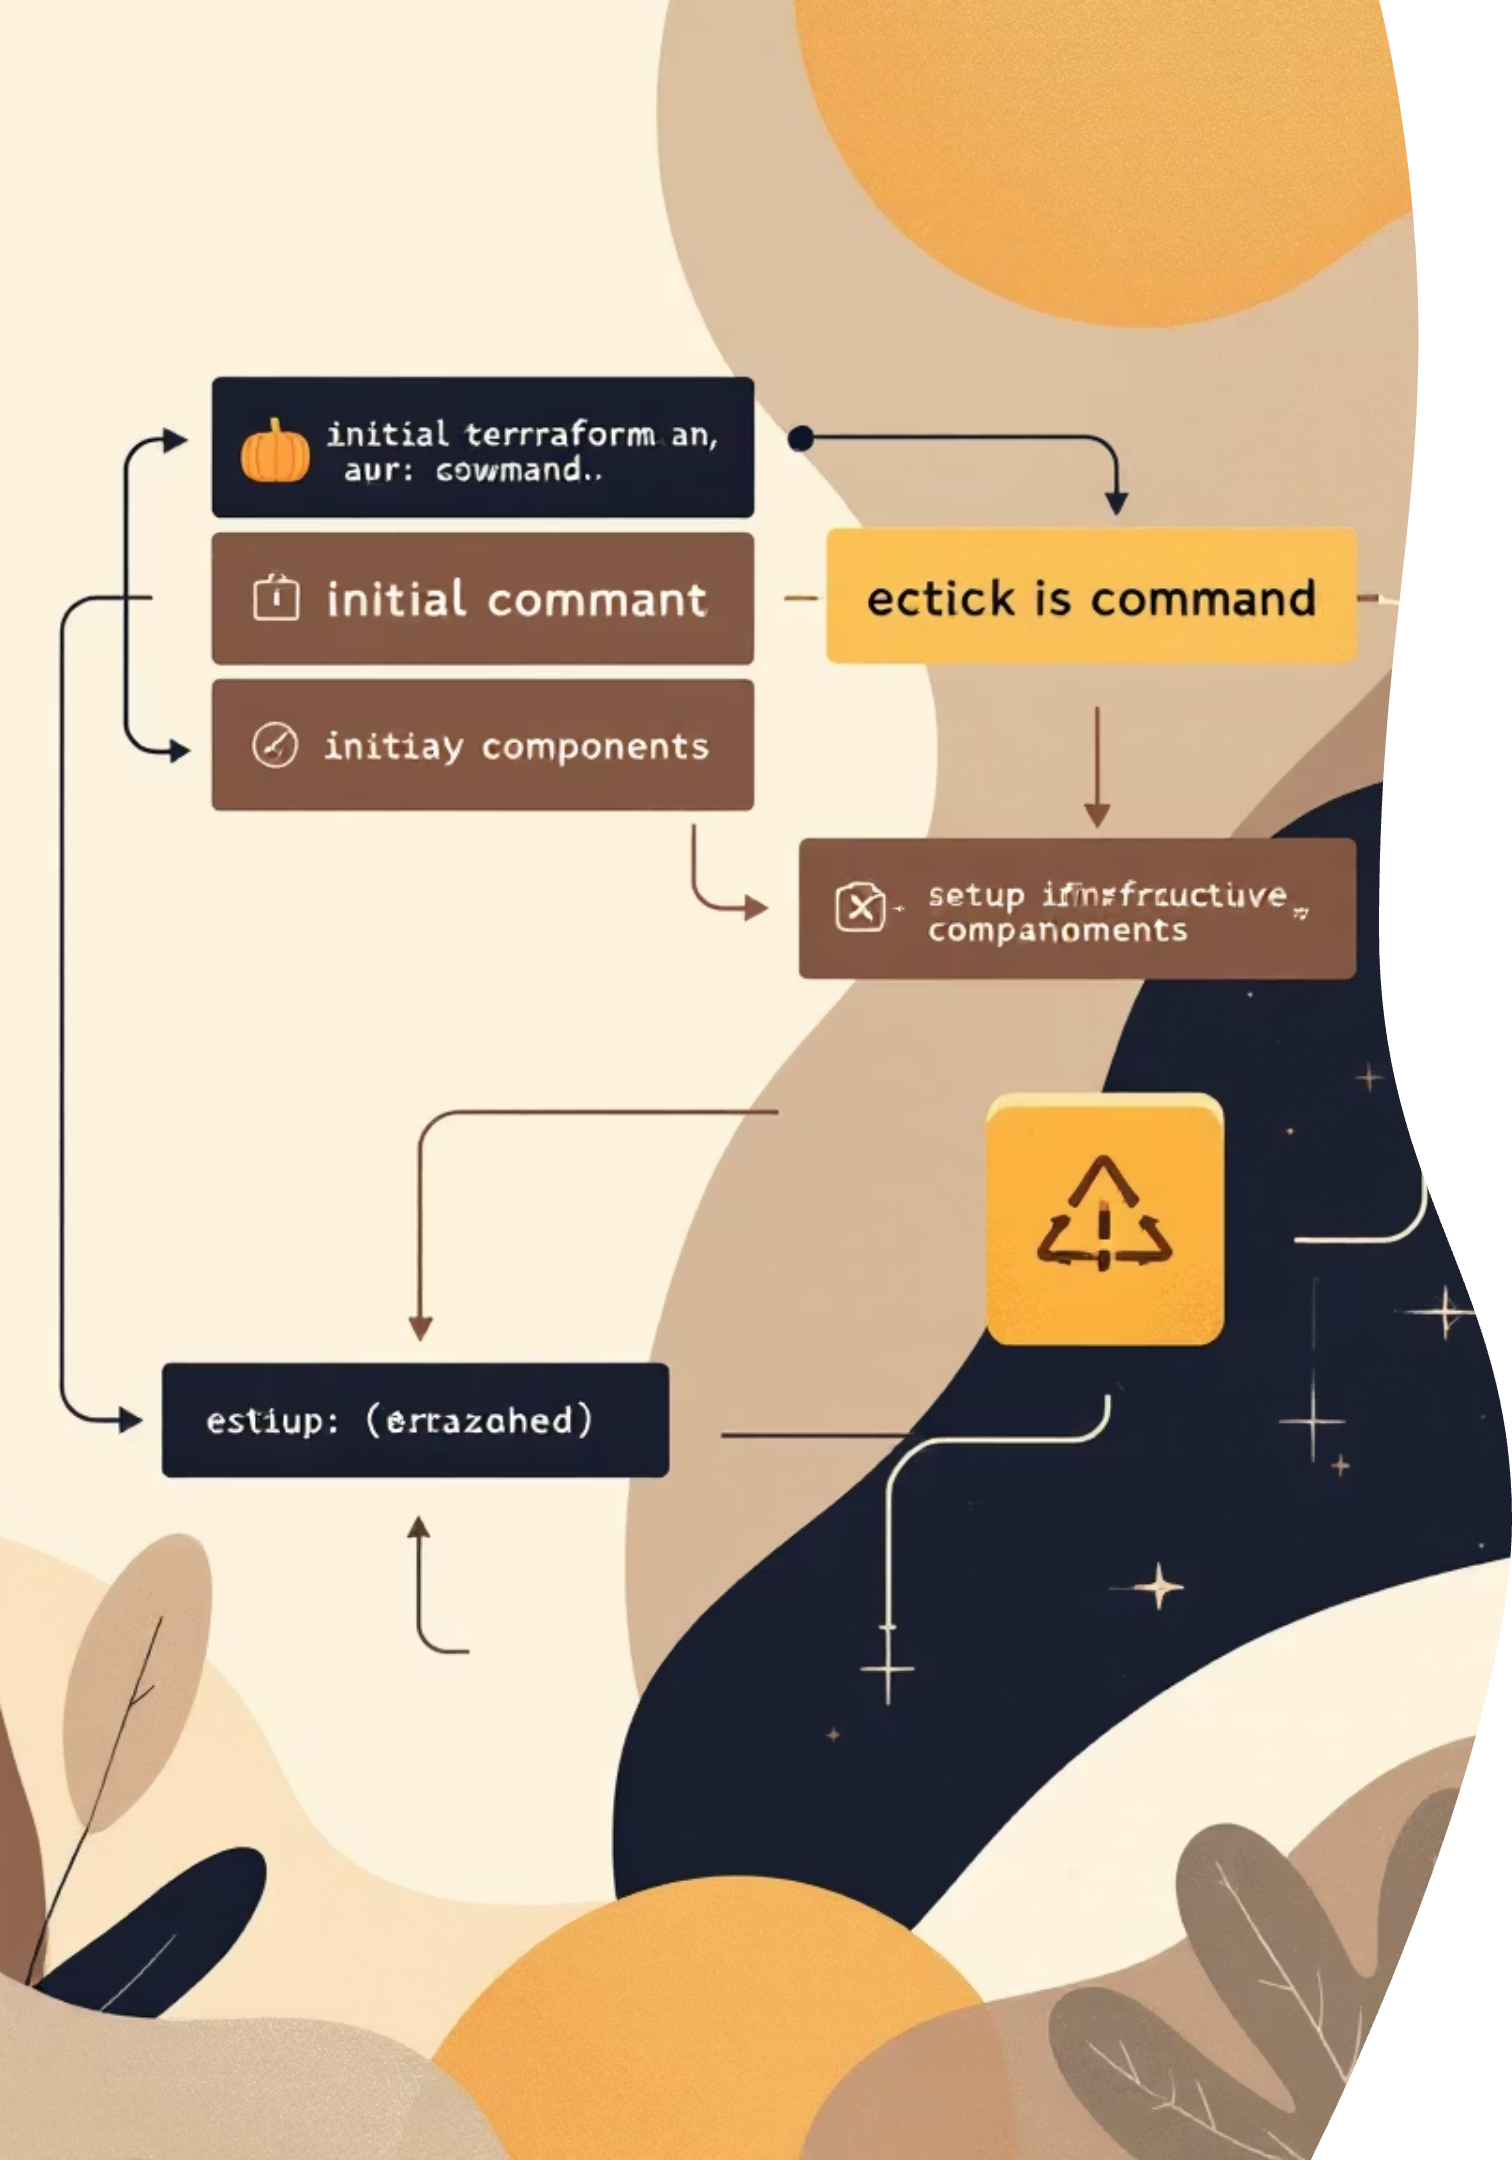 initial terrraform an,
aur: cowmand..
initial commant
ectick is command
initiay components
setup
companoments
estiup: (errazahed)